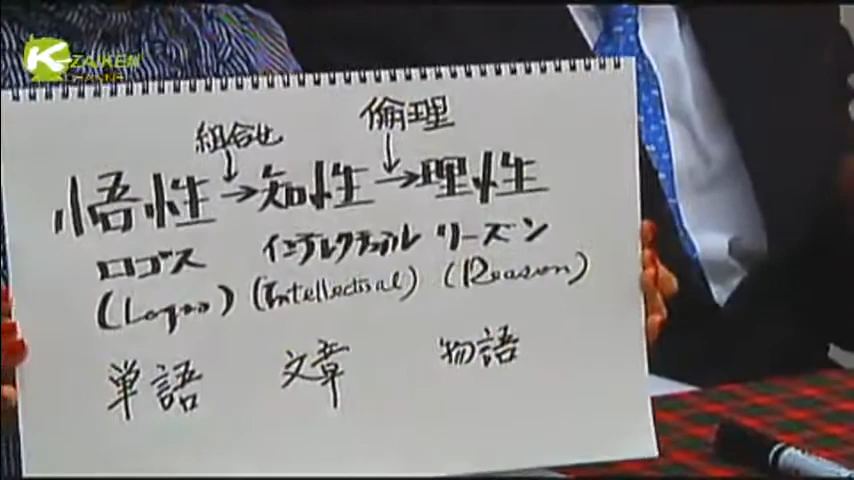 K-ZAIKEN
CHANNEL
組合せ 倫理
悟性→知性→理性
ロゴス インテレクチュアル リーズン
(Logos) (Intellectual) (Reason)
単語 文章 物語